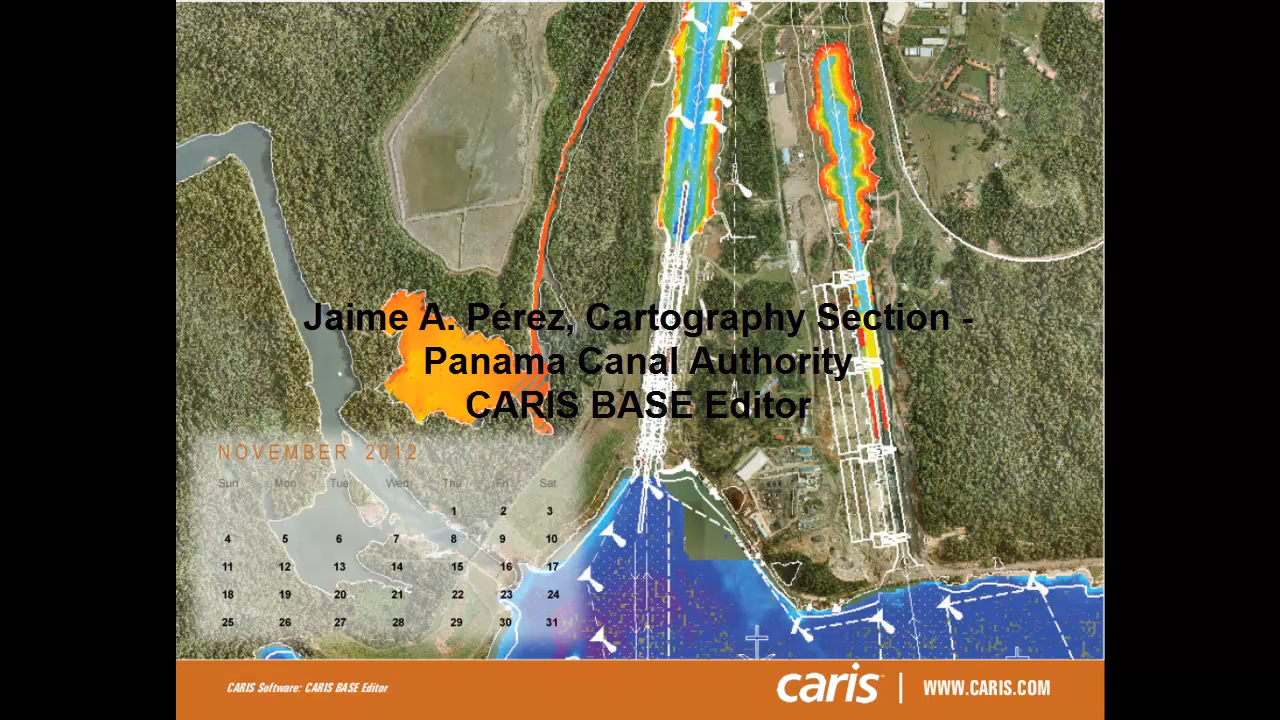 Jaime A. Pérez, Cartography Section -
Panama Canal Authority
CARIS BASE Editor
NOVEMBER 2012
Sun Mon Tue Wed Thu Fri Sat
1 2 3
4 5 6 7 8 9 10
11 12 13 14 15 16 17
18 19 20 21 22 23 24
25 26 27 28 29 30 31
CARIS Software: CARIS BASE Editor
caris™ | WWW.CARIS.COM